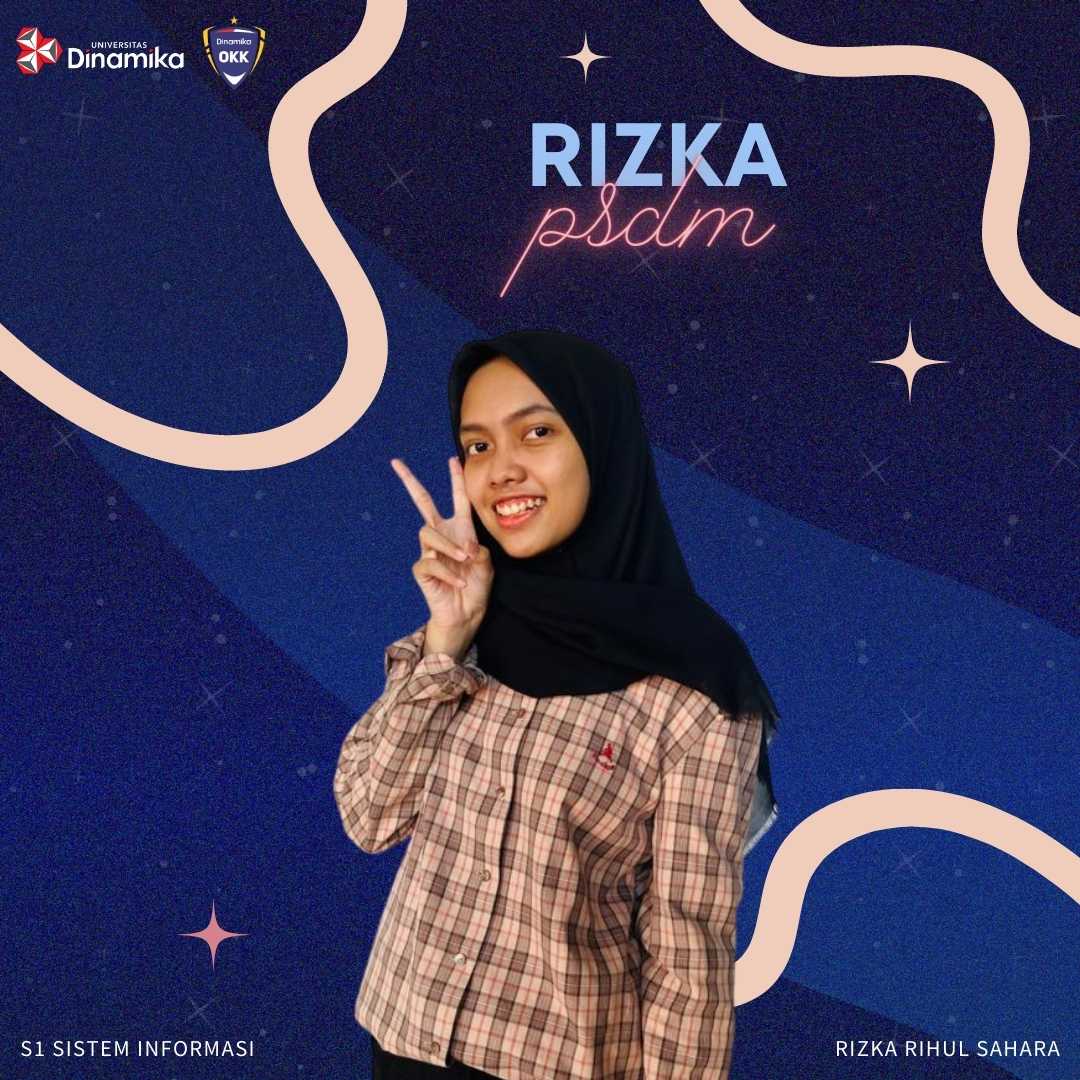 UNIVERSITAS
Dinamika
Dinamika
OKK
RIZKA
psdm
S1 SISTEM INFORMASI
RIZKA RIHUL SAHARA